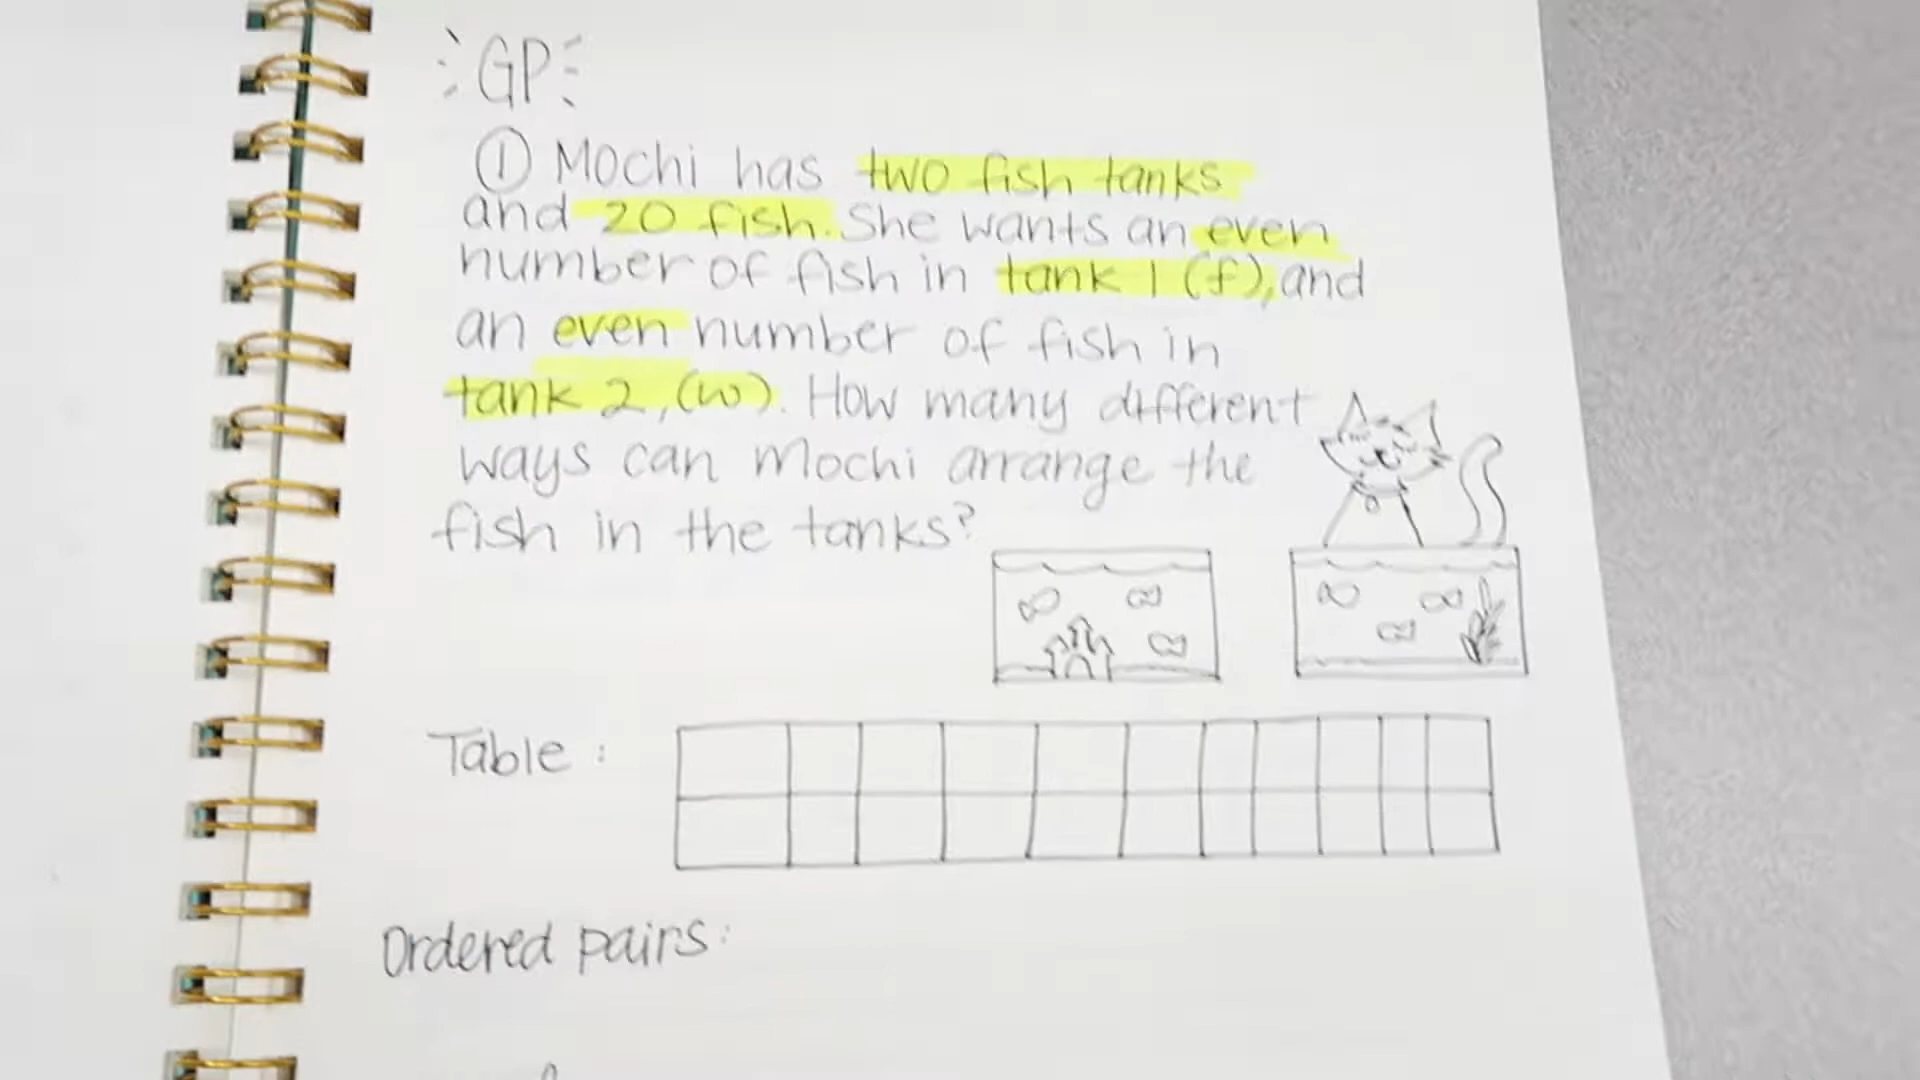 GP
① Mochi has two fish tanks
and 20 fish. She wants an even
number of fish in tank 1 (f), and
an even number of fish in
tank 2, (w). How many different
ways can Mochi arrange the
fish in the tanks?
Table :
Ordered pairs: